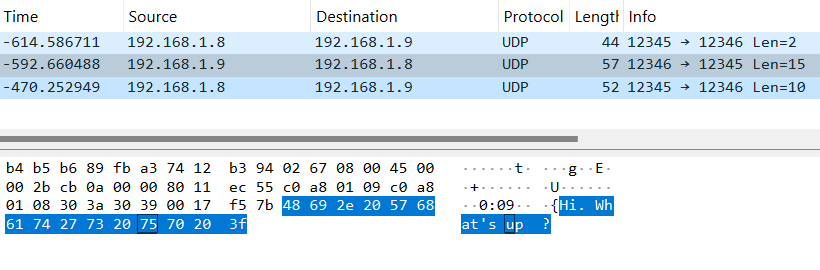 Time Source Destination Protocol Length Info
-614.586711 192.168.1.8 192.168.1.9 UDP 44 12345 → 12346 Len=2
-592.660488 192.168.1.9 192.168.1.8 UDP 57 12346 → 12345 Len=15
-470.252949 192.168.1.8 192.168.1.9 UDP 52 12345 → 12346 Len=10
b4 b5 b6 89 fb a3 74 12 b3 94 02 67 08 00 45 00 ······t· ···g··E·
00 2b cb 0a 00 00 80 11 ec 55 c0 a8 01 09 c0 a8 ·+······ ·U······
01 08 30 3a 30 39 00 17 f5 7b 48 69 2e 20 57 68 ··0:09·· ·{Hi. Wh
61 74 27 73 20 75 70 20 3f at's up ?